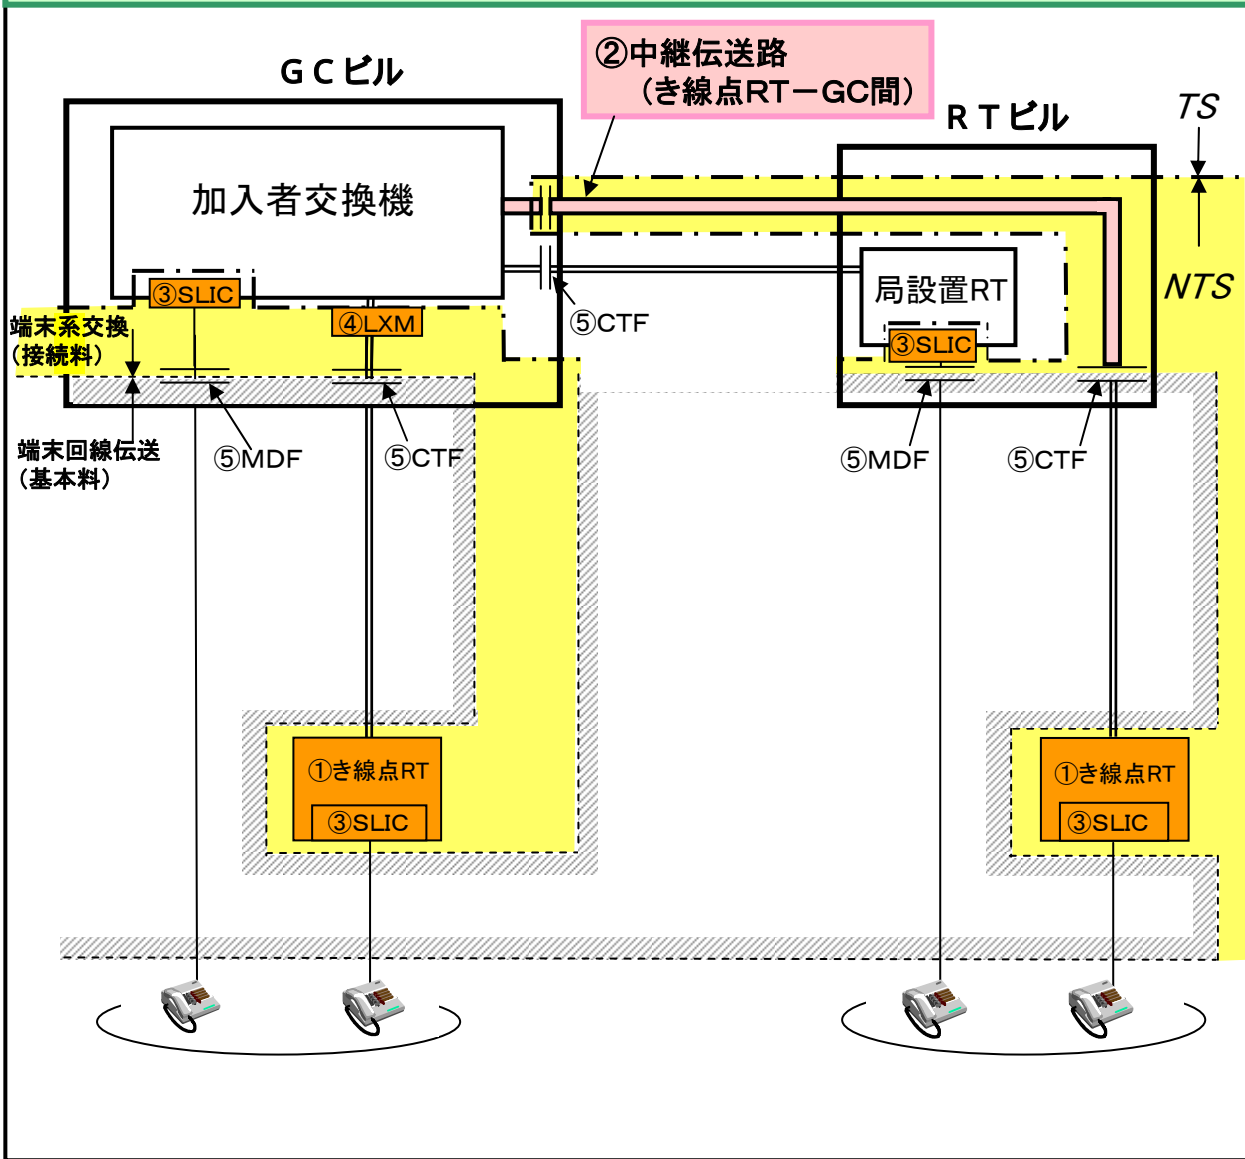 ②中継伝送路
（き線点RT－GC間）
ＧＣビル
ＲＴビル
TS
NTS
加入者交換機
局設置RT
③SLIC
④LXM
⑤CTF
③SLIC
端末系交換
(接続料)
端末回線伝送
(基本料)
⑤MDF
⑤CTF
⑤MDF
⑤CTF
①き線点RT
③SLIC
①き線点RT
③SLIC